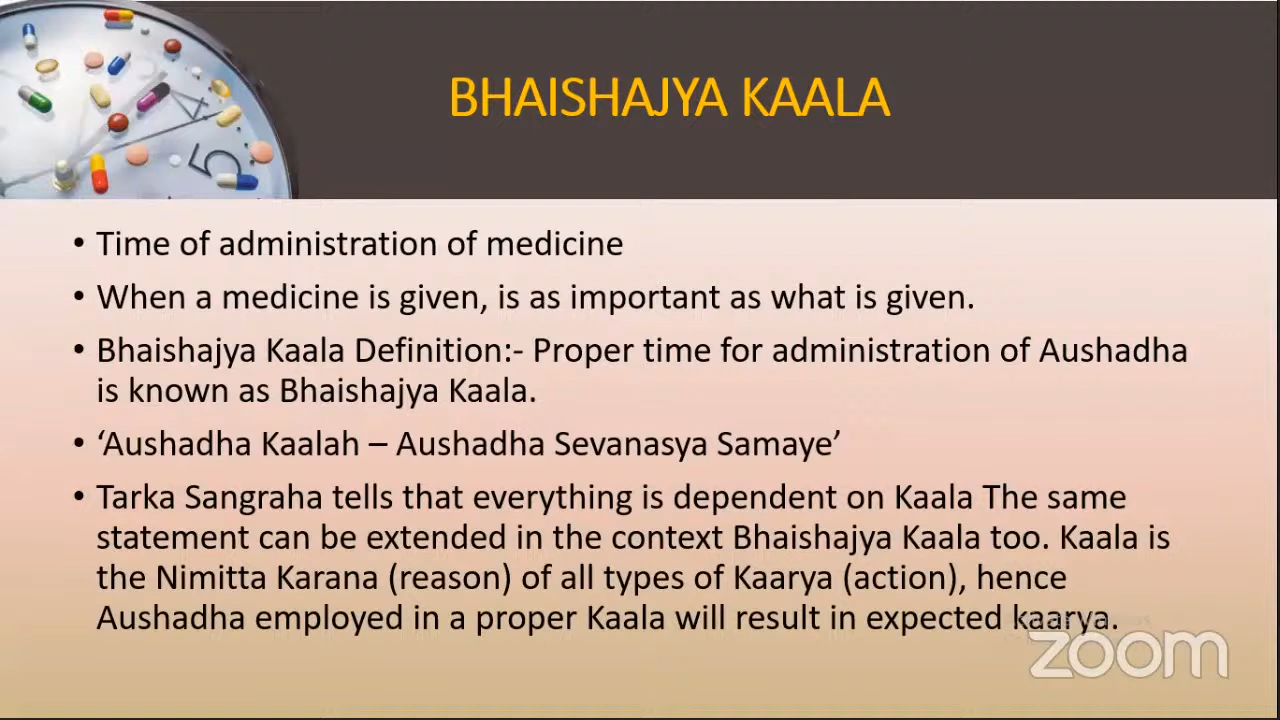 BHAISHAJYA KAALA
4
5
• Time of administration of medicine
• When a medicine is given, is as important as what is given.
• Bhaishajya Kaala Definition:- Proper time for administration of Aushadha
is known as Bhaishajya Kaala.
• ‘Aushadha Kaalah – Aushadha Sevanasya Samaye’
• Tarka Sangraha tells that everything is dependent on Kaala The same
statement can be extended in the context Bhaishajya Kaala too. Kaala is
the Nimitta Karana (reason) of all types of Kaarya (action), hence
Aushadha employed in a proper Kaala will result in expected kaarya.
zoom